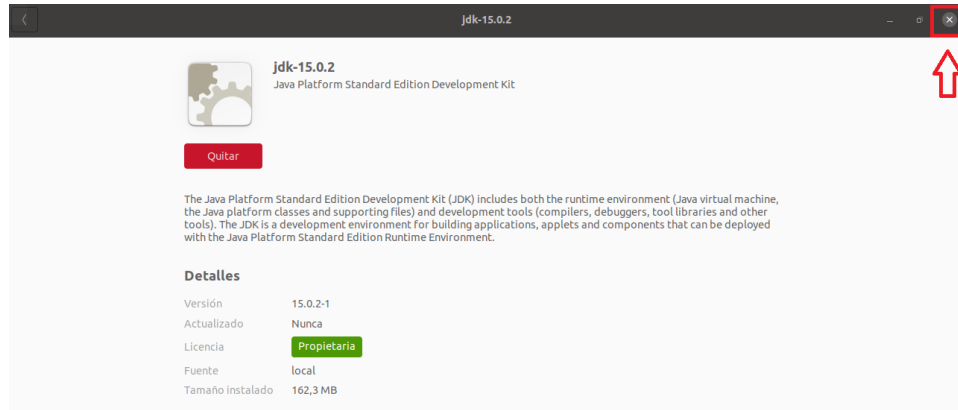 jdk-15.0.2
jdk-15.0.2
Java Platform Standard Edition Development Kit
Quitar
The Java Platform Standard Edition Development Kit (JDK) includes both the runtime environment (Java virtual machine,
the Java platform classes and supporting files) and development tools (compilers, debuggers, tool libraries and other
tools). The JDK is a development environment for building applications, applets and components that can be deployed
with the Java Platform Standard Edition Runtime Environment.
Detalles
Versión 15.0.2-1
Actualizado Nunca
Licencia Propietaria
Fuente local
Tamaño instalado 162,3 MB